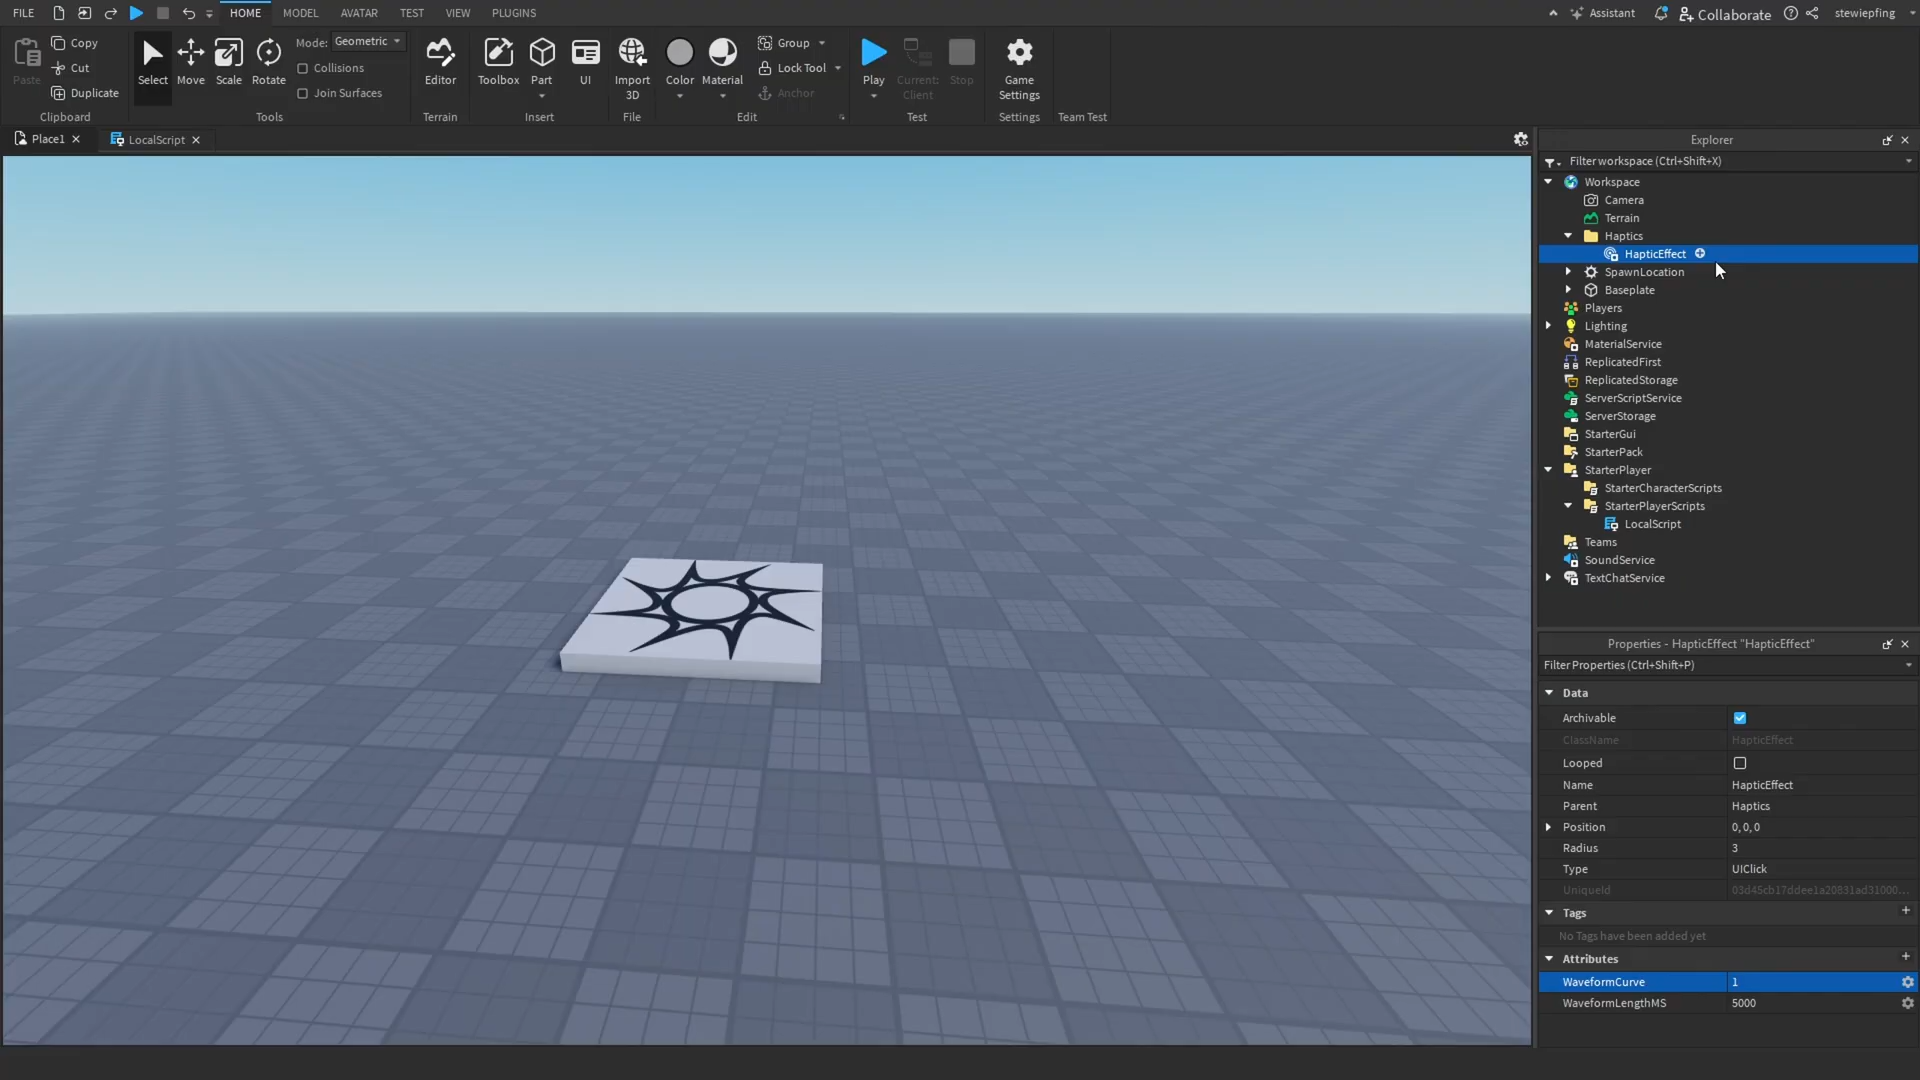 FILE
HOME
MODEL
AVATAR
TEST
VIEW
PLUGINS
Assistant
Collaborate
stewiepfing
Paste
Copy
Cut
Duplicate
Clipboard
Select
Move
Scale
Rotate
Mode: Geometric
Collisions
Join Surfaces
Tools
Editor
Terrain
Toolbox
Part
UI
Insert
Import
3D
File
Color
Material
Group
Lock Tool
Anchor
Edit
Play
Current:
Client
Stop
Test
Game
Settings
Settings
Team Test
Place1
LocalScript
Explorer
Filter workspace (Ctrl+Shift+X)
Workspace
Camera
Terrain
Haptics
HapticEffect
SpawnLocation
Baseplate
Players
Lighting
MaterialService
ReplicatedFirst
ReplicatedStorage
ServerScriptService
ServerStorage
StarterGui
StarterPack
StarterPlayer
StarterCharacterScripts
StarterPlayerScripts
LocalScript
Teams
SoundService
TextChatService
Properties - HapticEffect "HapticEffect"
Filter Properties (Ctrl+Shift+P)
Data
Archivable
ClassName HapticEffect
Looped
Name HapticEffect
Parent Haptics
Position 0, 0, 0
Radius 3
Type UIClick
UniqueId 03d45cb17ddee1a20831ad31000...
Tags
No Tags have been added yet
Attributes
WaveformCurve 1
WaveformLengthMS 5000